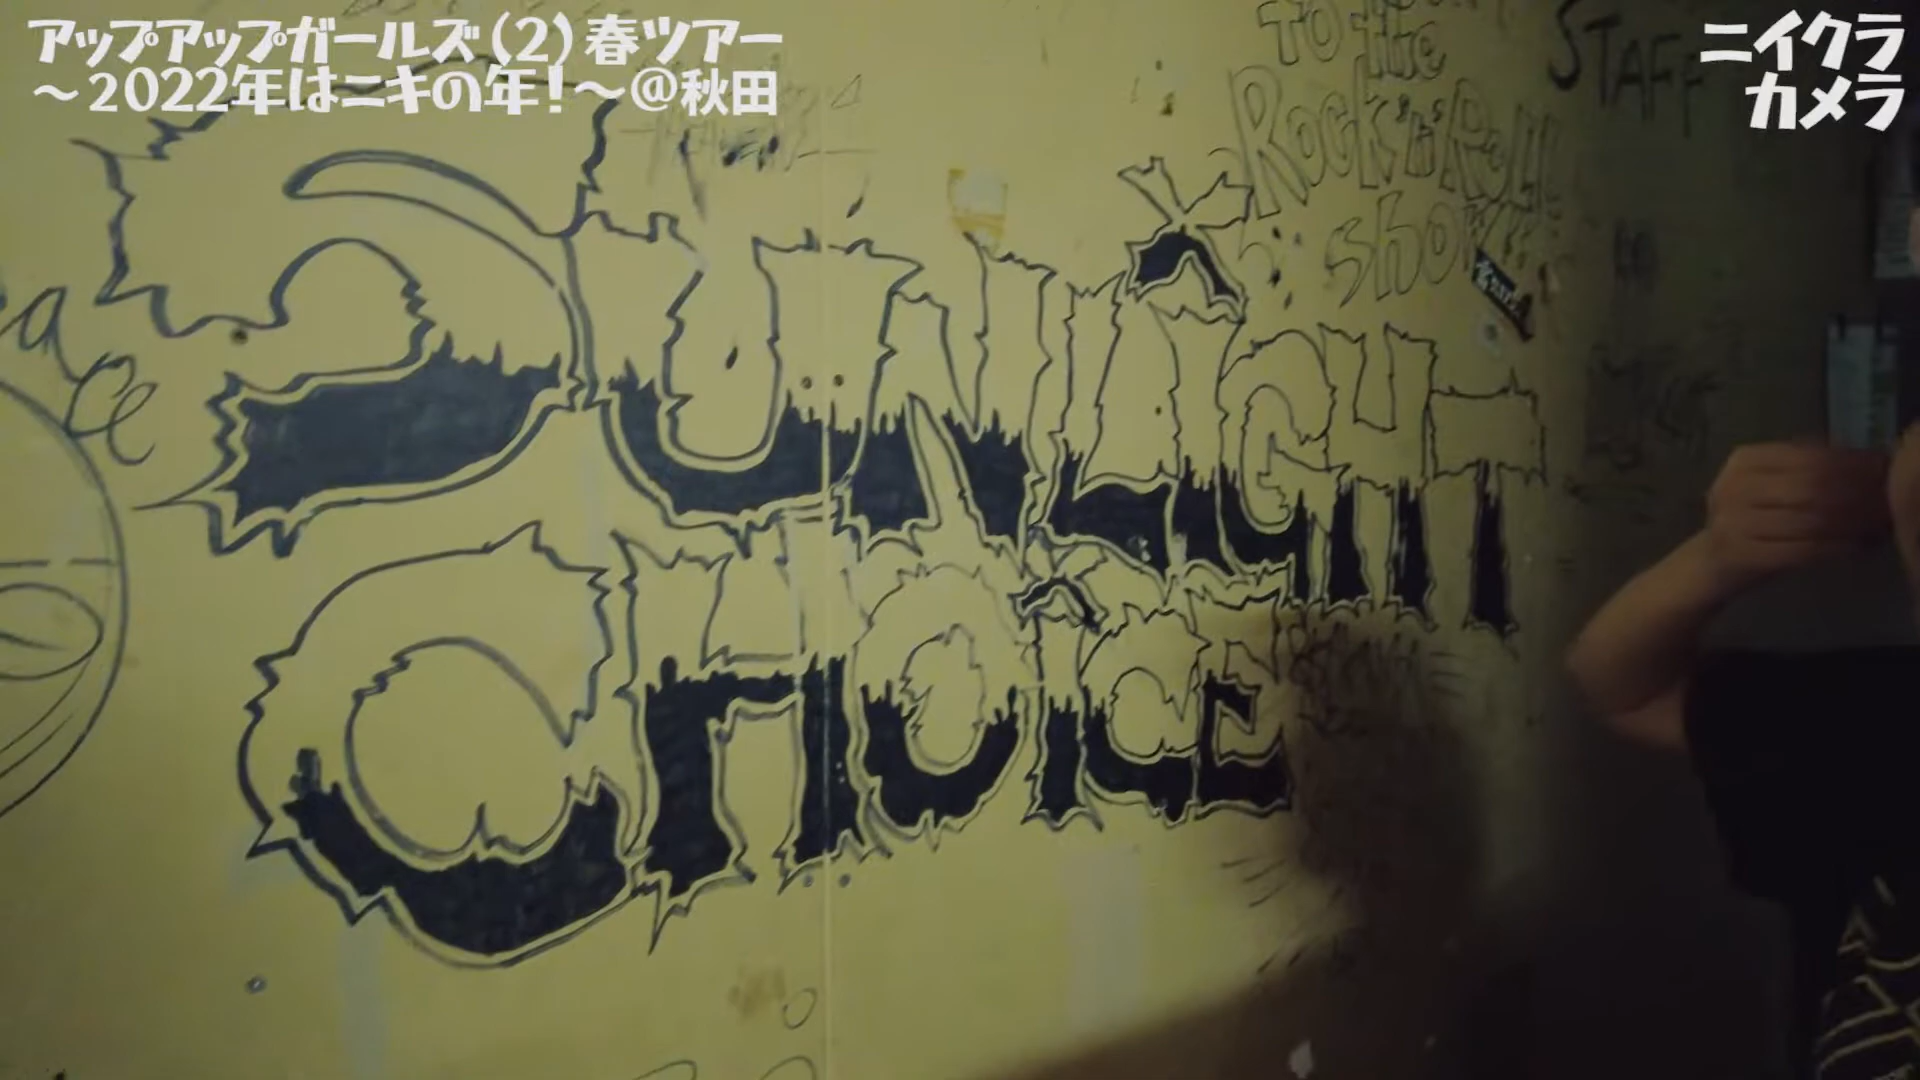 アップアップガールズ(2)春ツアー
～2022年はニキの年!～@秋田
ニイクラ
カメラ
to the
Rock'n'Roll!
show!!
STAFF
SUNLIGHT
CHOICE